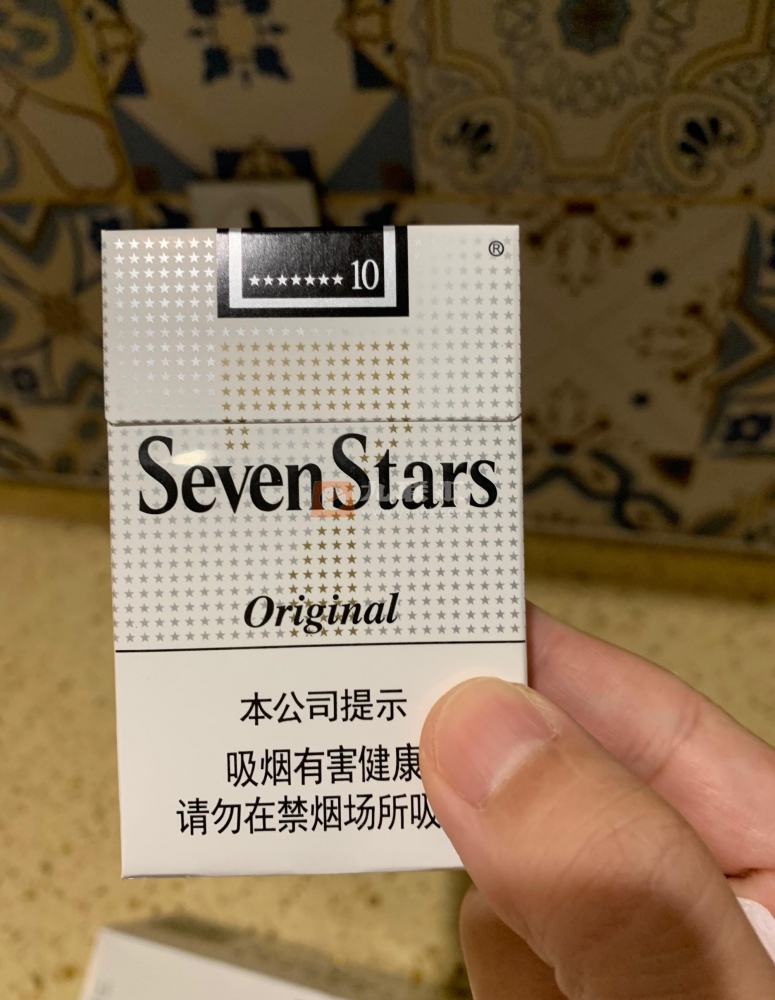 ®
★★★★★★★ 10
SevenStars
Original
本公司提示
吸烟有害健康
请勿在禁烟场所吸